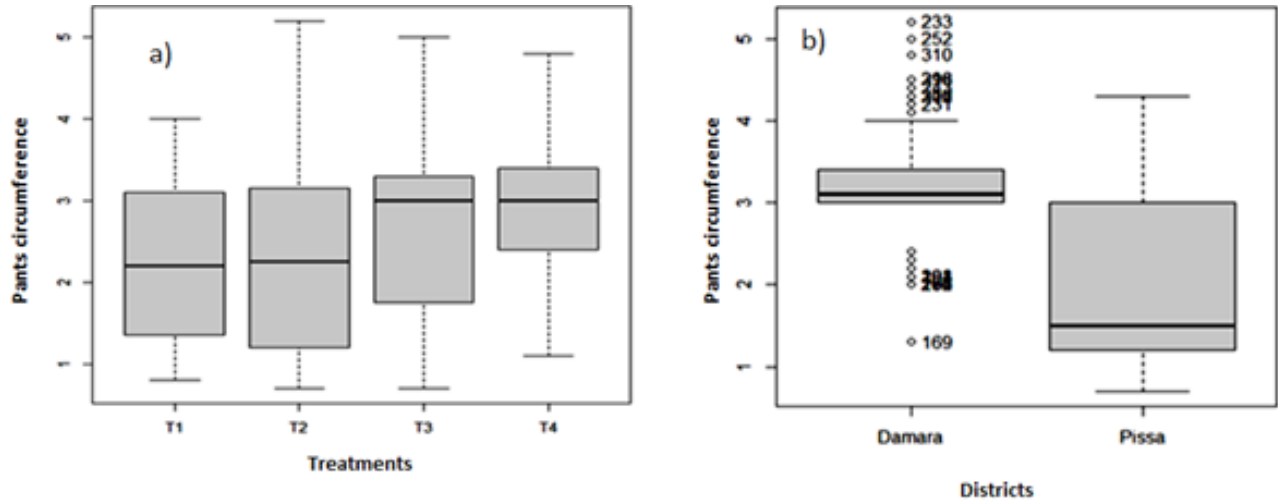 a)
Pants circumference
5
4
3
2
1
T1 T2 T3 T4
Treatments
b)
Pants circumference
5
4
3
2
1
233
252
310
231
169
Damara Pissa
Districts